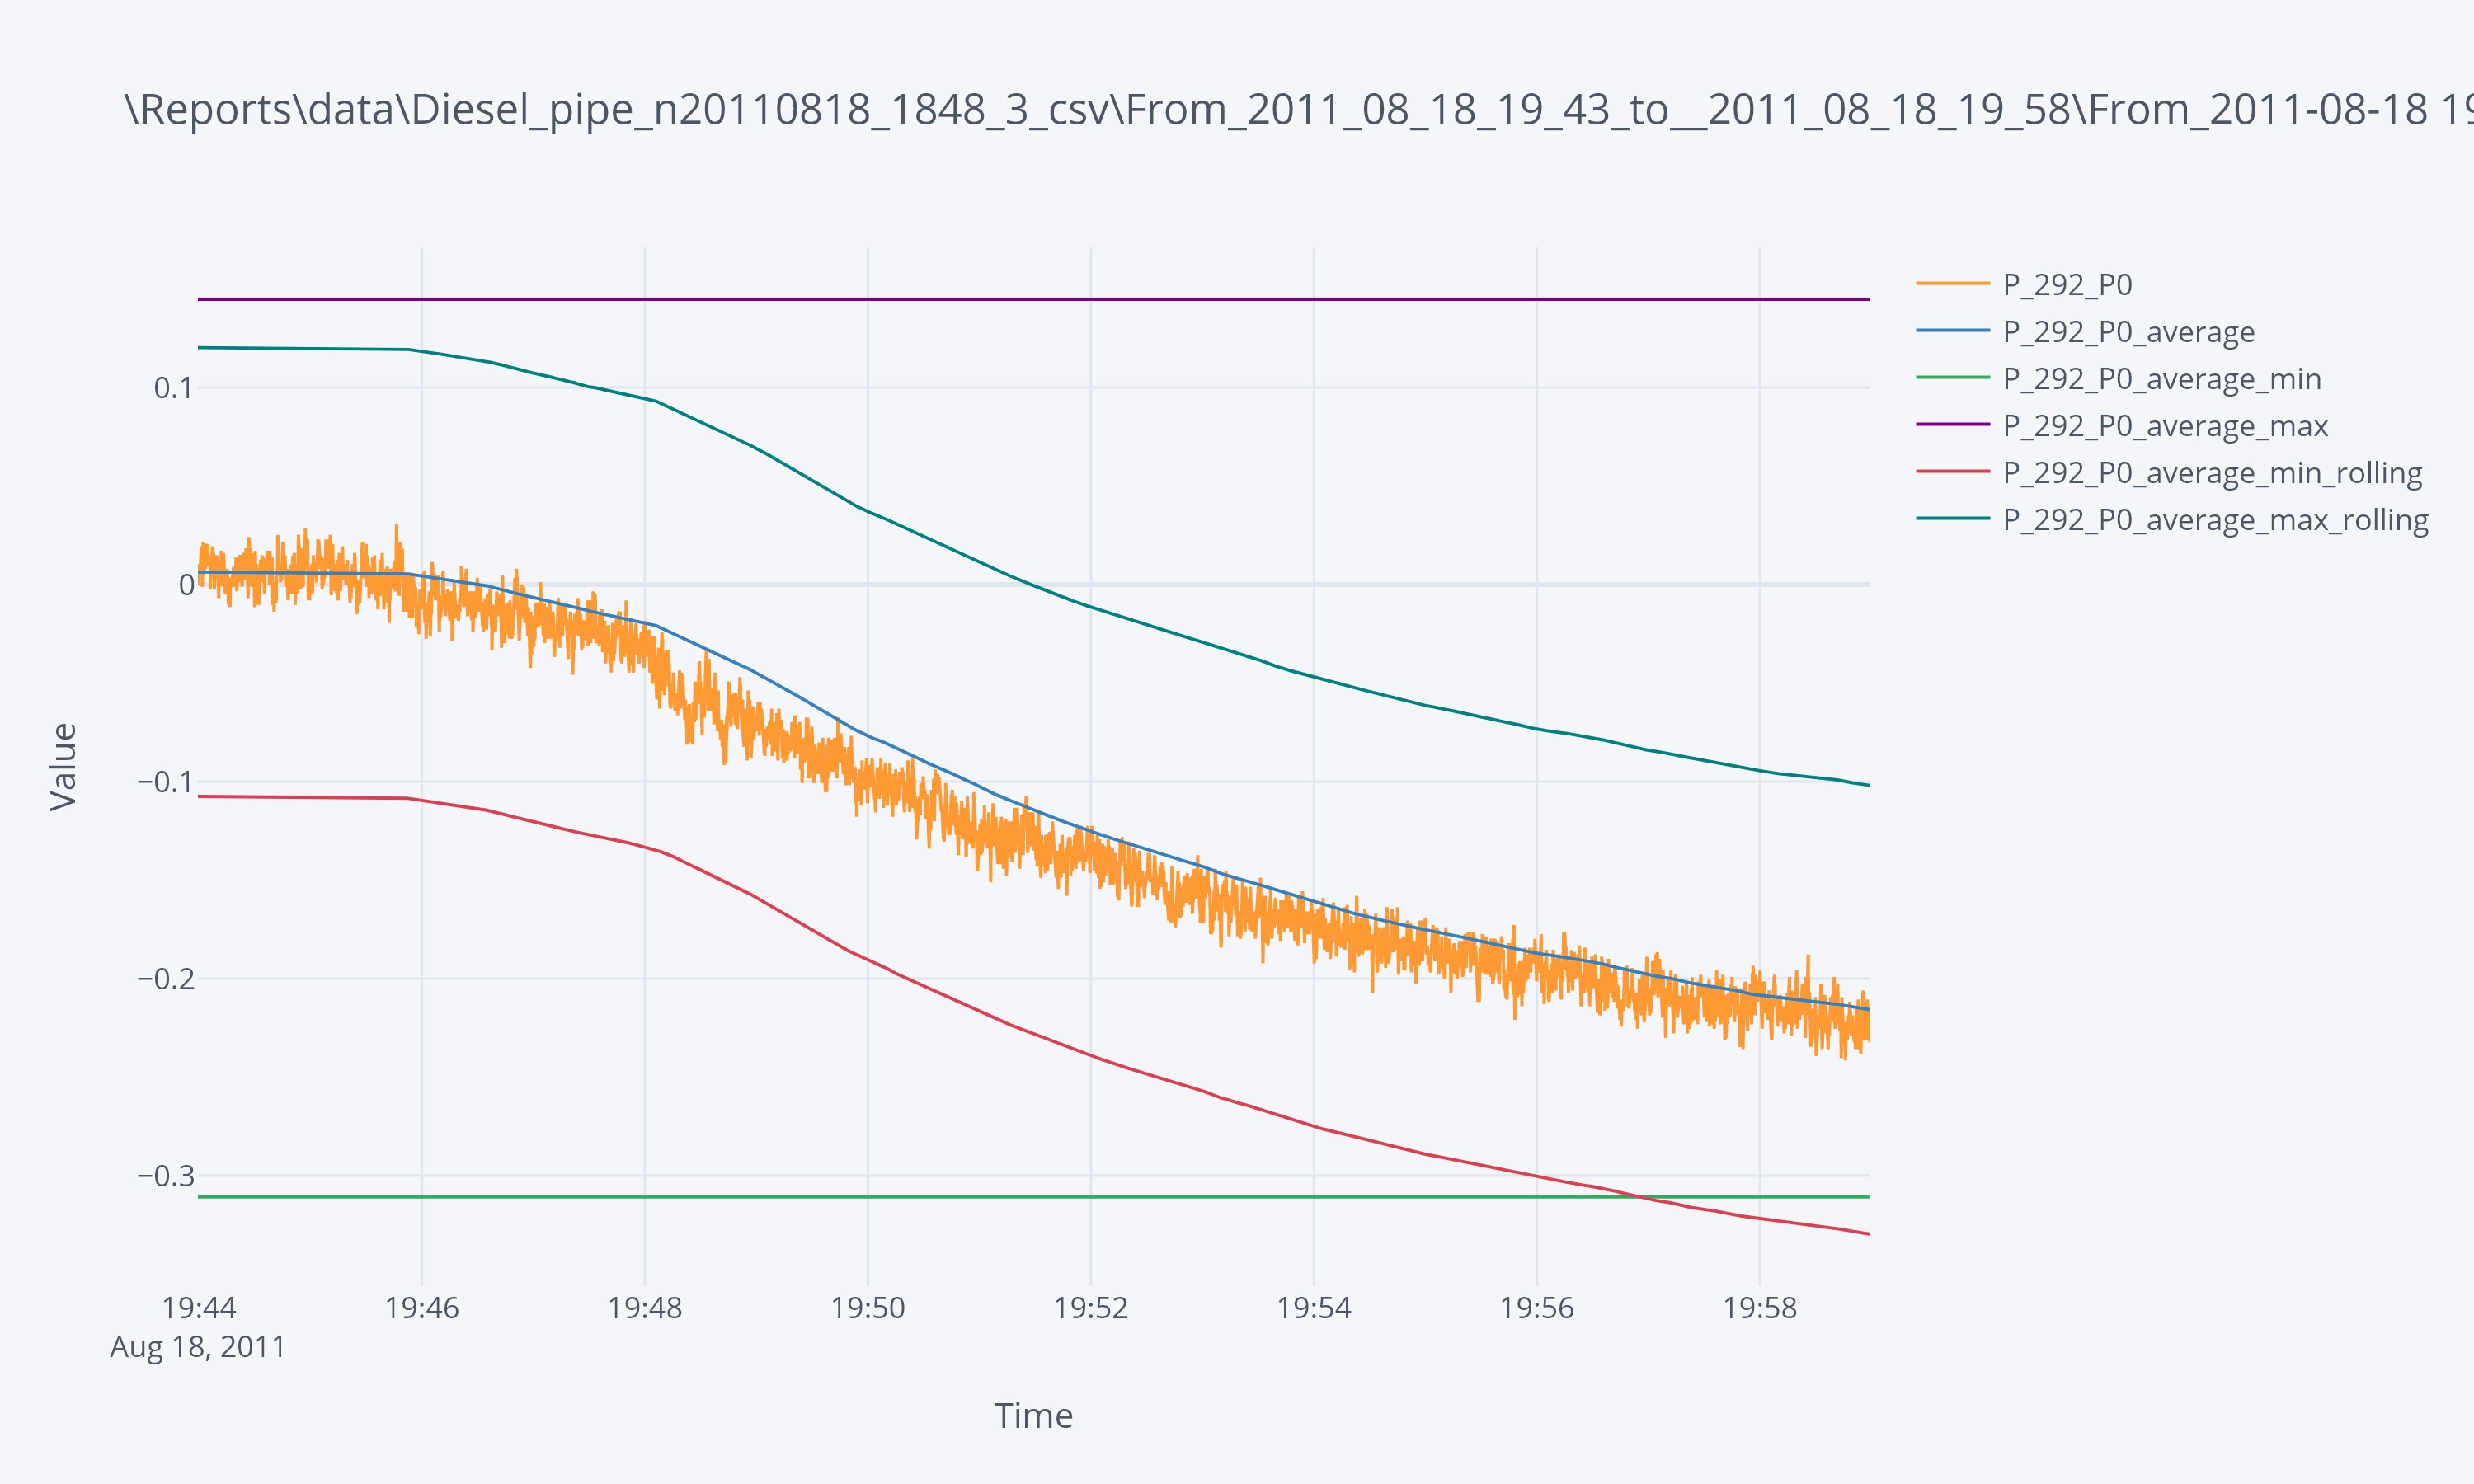 \Reports\data\Diesel_pipe_n20110818_1848_3_csv\From_2011_08_18_19_43_to__2011_08_18_19_58\From_2011-08-18 19
P_292_P0
P_292_P0_average
P_292_P0_average_min
P_292_P0_average_max
P_292_P0_average_min_rolling
P_292_P0_average_max_rolling
0.1
0
−0.1
−0.2
−0.3
Value
19:44 19:46 19:48 19:50 19:52 19:54 19:56 19:58
Aug 18, 2011
Time